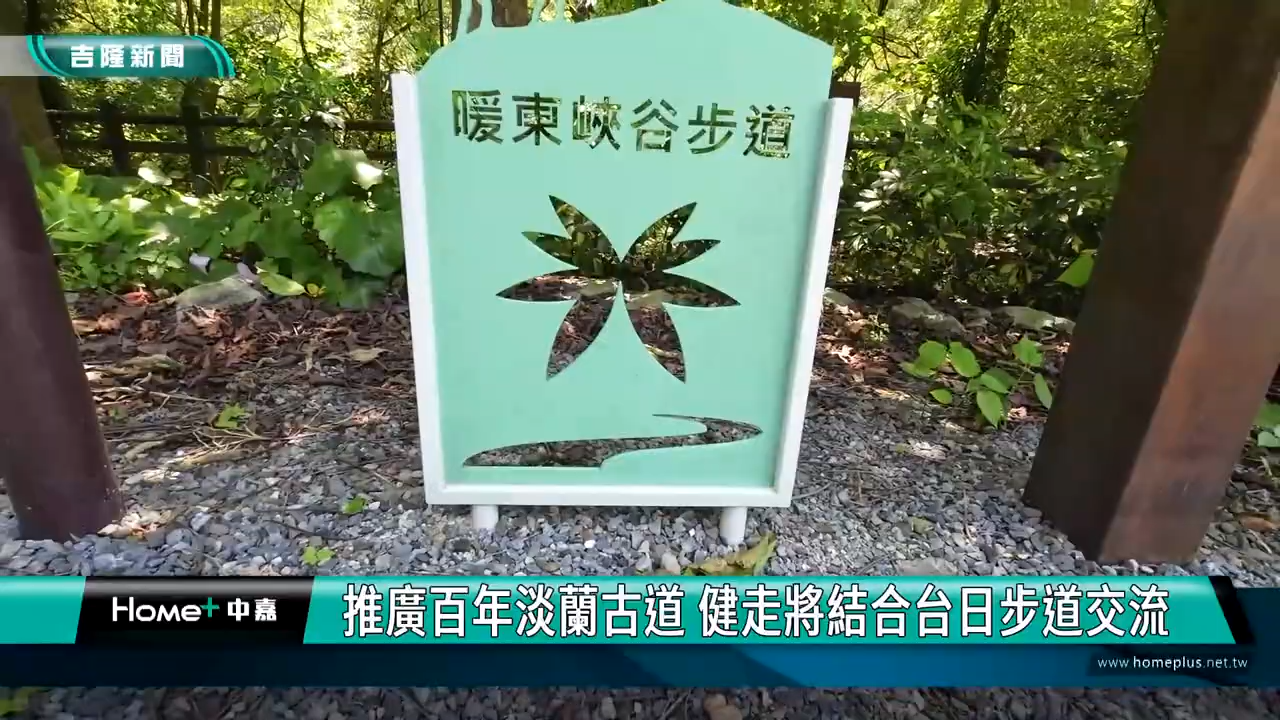 吉隆新聞
暖東峽谷步道
Home+ 中嘉
推廣百年淡蘭古道 健走將結合台日步道交流
www.homeplus.net.tw